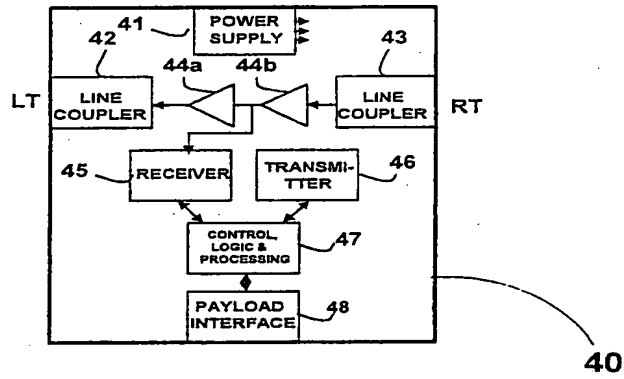 41
POWER
SUPPLY
42
43
44a
44b
LT
LINE
COUPLER
LINE
COUPLER
RT
45
RECEIVER
TRANSMI-
TTER
46
CONTROL,
LOGIC &
PROCESSING
47
PAYLOAD
INTERFACE
48
40